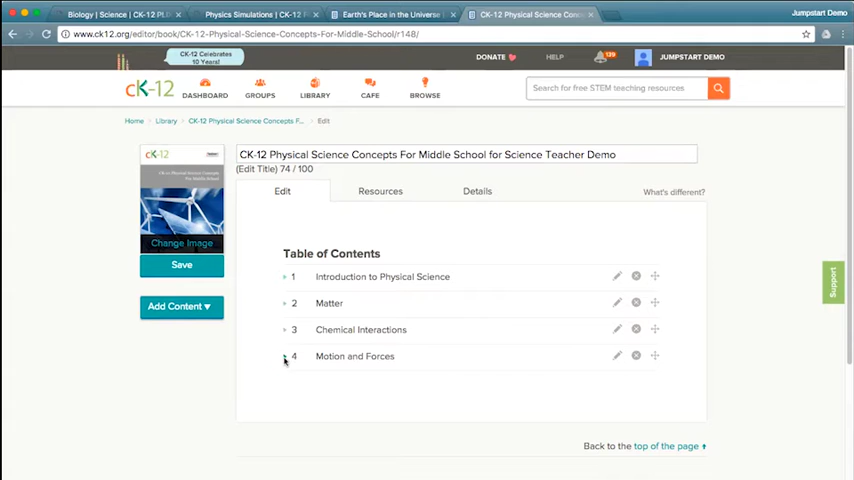 Biology | Science | CK-12 Pl...
Physics Simulations | CK-12 F...
Earth's Place in the Universe
CK-12 Physical Science Conce...
Jumpstart Demo
www.ck12.org/editor/book/CK-12-Physical-Science-Concepts-For-Middle-School/r148/
CK-12 Celebrates
10 Years!
DONATE
HELP
139
JUMPSTART DEMO
cK-12
DASHBOARD
GROUPS
LIBRARY
CAFE
BROWSE
Search for free STEM teaching resources
Home
Library
CK-12 Physical Science Concepts F...
Edit
cK-12
CK-12 Physical Science Concepts For Middle School for Science Teacher Demo
(Edit Title) 74 / 100
Edit
Resources
Details
What's different?
Change Image
Save
Add Content
Table of Contents
1 Introduction to Physical Science
2 Matter
3 Chemical Interactions
4 Motion and Forces
Support
Back to the top of the page